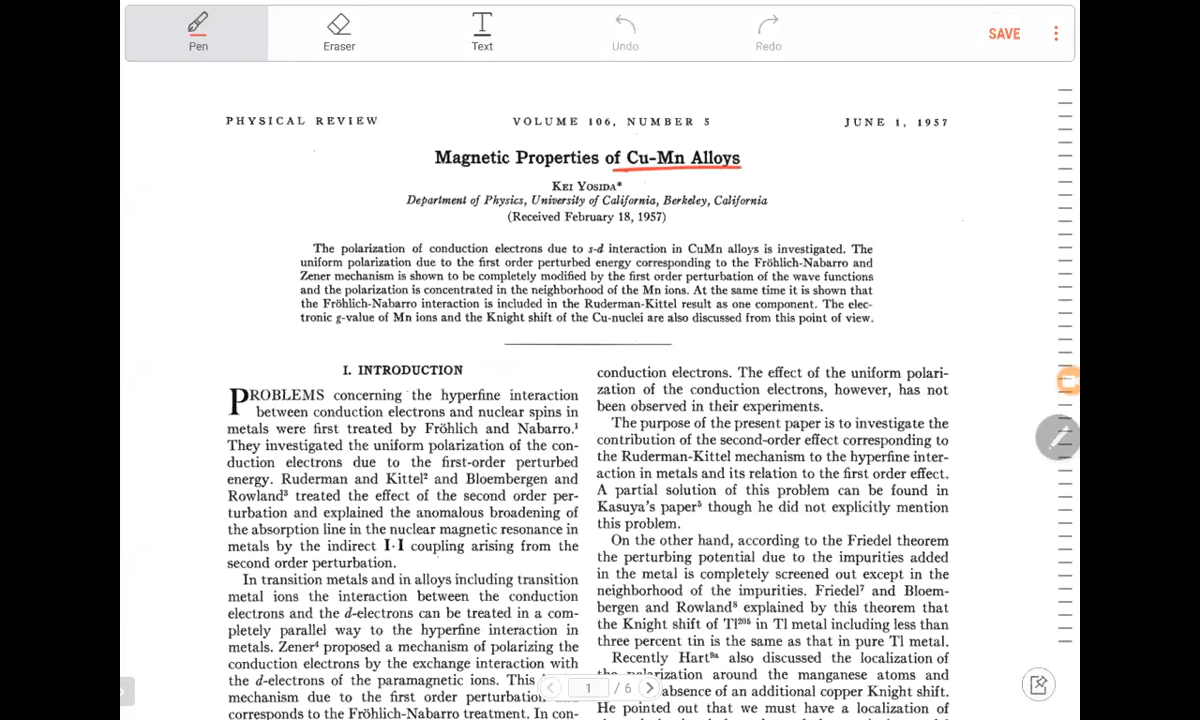 Pen
Eraser
Text
Undo
Redo
SAVE
PHYSICAL REVIEW
VOLUME 106, NUMBER 5
JUNE 1, 1957
Magnetic Properties of Cu-Mn Alloys
KEI YOSIDA*
Department of Physics, University of California, Berkeley, California
(Received February 18, 1957)
The polarization of conduction electrons due to s-d interaction in CuMn alloys is investigated. The
uniform polarization due to the first order perturbed energy corresponding to the Fröhlich-Nabarro and
Zener mechanism is shown to be completely modified by the first order perturbation of the wave functions
and the polarization is concentrated in the neighborhood of the Mn ions. At the same time it is shown that
the Fröhlich-Nabarro interaction is included in the Ruderman-Kittel result as one component. The elec-
tronic g-value of Mn ions and the Knight shift of the Cu-nuclei are also discussed from this point of view.
I. INTRODUCTION
PROBLEMS concerning the hyperfine interaction
between conduction electrons and nuclear spins in
metals were first treated by Fröhlich and Nabarro.¹
They investigated the uniform polarization of the con-
duction electrons due to the first-order perturbed
energy. Ruderman and Kittel² and Bloembergen and
Rowland³ treated the effect of the second order per-
turbation and explained the anomalous broadening of
the absorption line in the nuclear magnetic resonance in
metals by the indirect I·I coupling arising from the
second order perturbation.
In transition metals and in alloys including transition
metal ions the interaction between the conduction
electrons and the d-electrons can be treated in a com-
pletely parallel way to the hyperfine interaction in
metals. Zener⁴ proposed a mechanism of polarizing the
conduction electrons by the exchange interaction with
the d-electrons of the paramagnetic ions. This
mechanism due to the first order perturbation
corresponds to the Fröhlich-Nabarro treatment. In con-
conduction electrons. The effect of the uniform polari-
zation of the conduction electrons, however, has not
been observed in their experiments.
The purpose of the present paper is to investigate the
contribution of the second-order effect corresponding to
the Ruderman-Kittel mechanism to the hyperfine inter-
action in metals and its relation to the first order effect.
A partial solution of this problem can be found in
Kasuya's paper⁵ though he did not explicitly mention
this problem.
On the other hand, according to the Friedel theorem
the perturbing potential due to the impurities added
in the metal is completely screened out except in the
neighborhood of the impurities. Friedel⁷ and Bloem-
bergen and Rowland⁸ explained by this theorem that
the Knight shift of Tl²⁰⁵ in Tl metal including less than
three percent tin is the same as that in pure Tl metal.
Recently Hart⁹ᵃ also discussed the localization of
the polarization around the manganese atoms and
absence of an additional copper Knight shift.
He pointed out that we must have a localization of
1 / 6